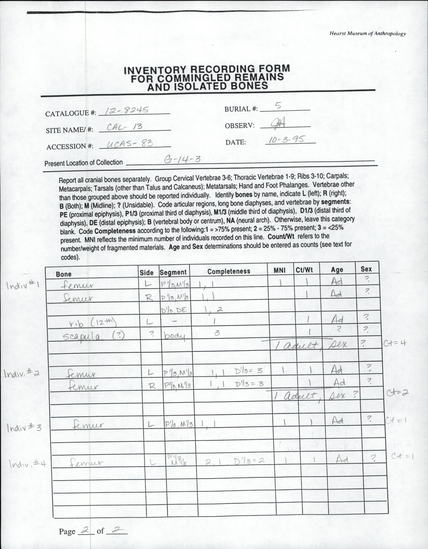 Hearst Museum of Anthropology
INVENTORY RECORDING FORM
FOR COMMINGLED REMAINS
AND ISOLATED BONES
CATALOGUE #: 12-8245 BURIAL #: 5
SITE NAME/ #: CAL-13 OBSERV:
ACCESSION #: UCAS-83 DATE: 10-3-95
Present Location of Collection G-14-3
Report all cranial bones separately. Group Cervical Vertebrae 3-6; Thoracic Vertebrae 1-9; Ribs 3-10; Carpals;
Metacarpals; Tarsals (other than Talus and Calcaneus); Metatarsals; Hand and Foot Phalanges. Vertebrae other
than those grouped above should be reported individually. Identify bones by name, indicate L (left); R (right);
B (Both); M (Midline); ? (Unsidable). Code articular regions, long bone diaphyses, and vertebrae by segments:
PE (proximal epiphysis), P1/3 (proximal third of diaphysis), M1/3 (middle third of diaphysis), D1/3 (distal third of
diaphysis), DE (distal epiphysis); B (vertebral body or centrum), NA (neural arch). Otherwise, leave this category
blank. Code Completeness according to the following:1 = >75% present; 2 = 25% - 75% present; 3 = <25%
present. MNI reflects the minimum number of individuals recorded on this line. Count/Wt refers to the
number/weight of fragmented materials. Age and Sex determinations should be entered as counts (see text for
codes).
Bone Side Segment Completeness MNI Ct/Wt Age Sex
Indiv #1 femur L P⅓,M⅓ 1,1 1 1 Ad ?
femur R P⅓,M⅓ 1,1 1 Ad ?
D⅓,DE 1,2
rib (12th) L - 1 1 Ad ?
scapula (?) ? body 3 1 ? ?
1 adult, sex ? Ct=4
Indiv. #2 femur L P⅓,M⅓ 1,1 D⅓=3 1 1 Ad ?
femur R P⅓,M⅓ 1,1 D⅓=3 1 Ad ?
1 adult, sex ? Ct=2
Indiv #3 femur L P⅓,M⅓ 1,1 1 1 Ad ? Ct=1
Indiv. #4 femur L P⅓ M⅓ 2,1 D⅓=2 1 1 Ad ? Ct=1
Page 2 of 2